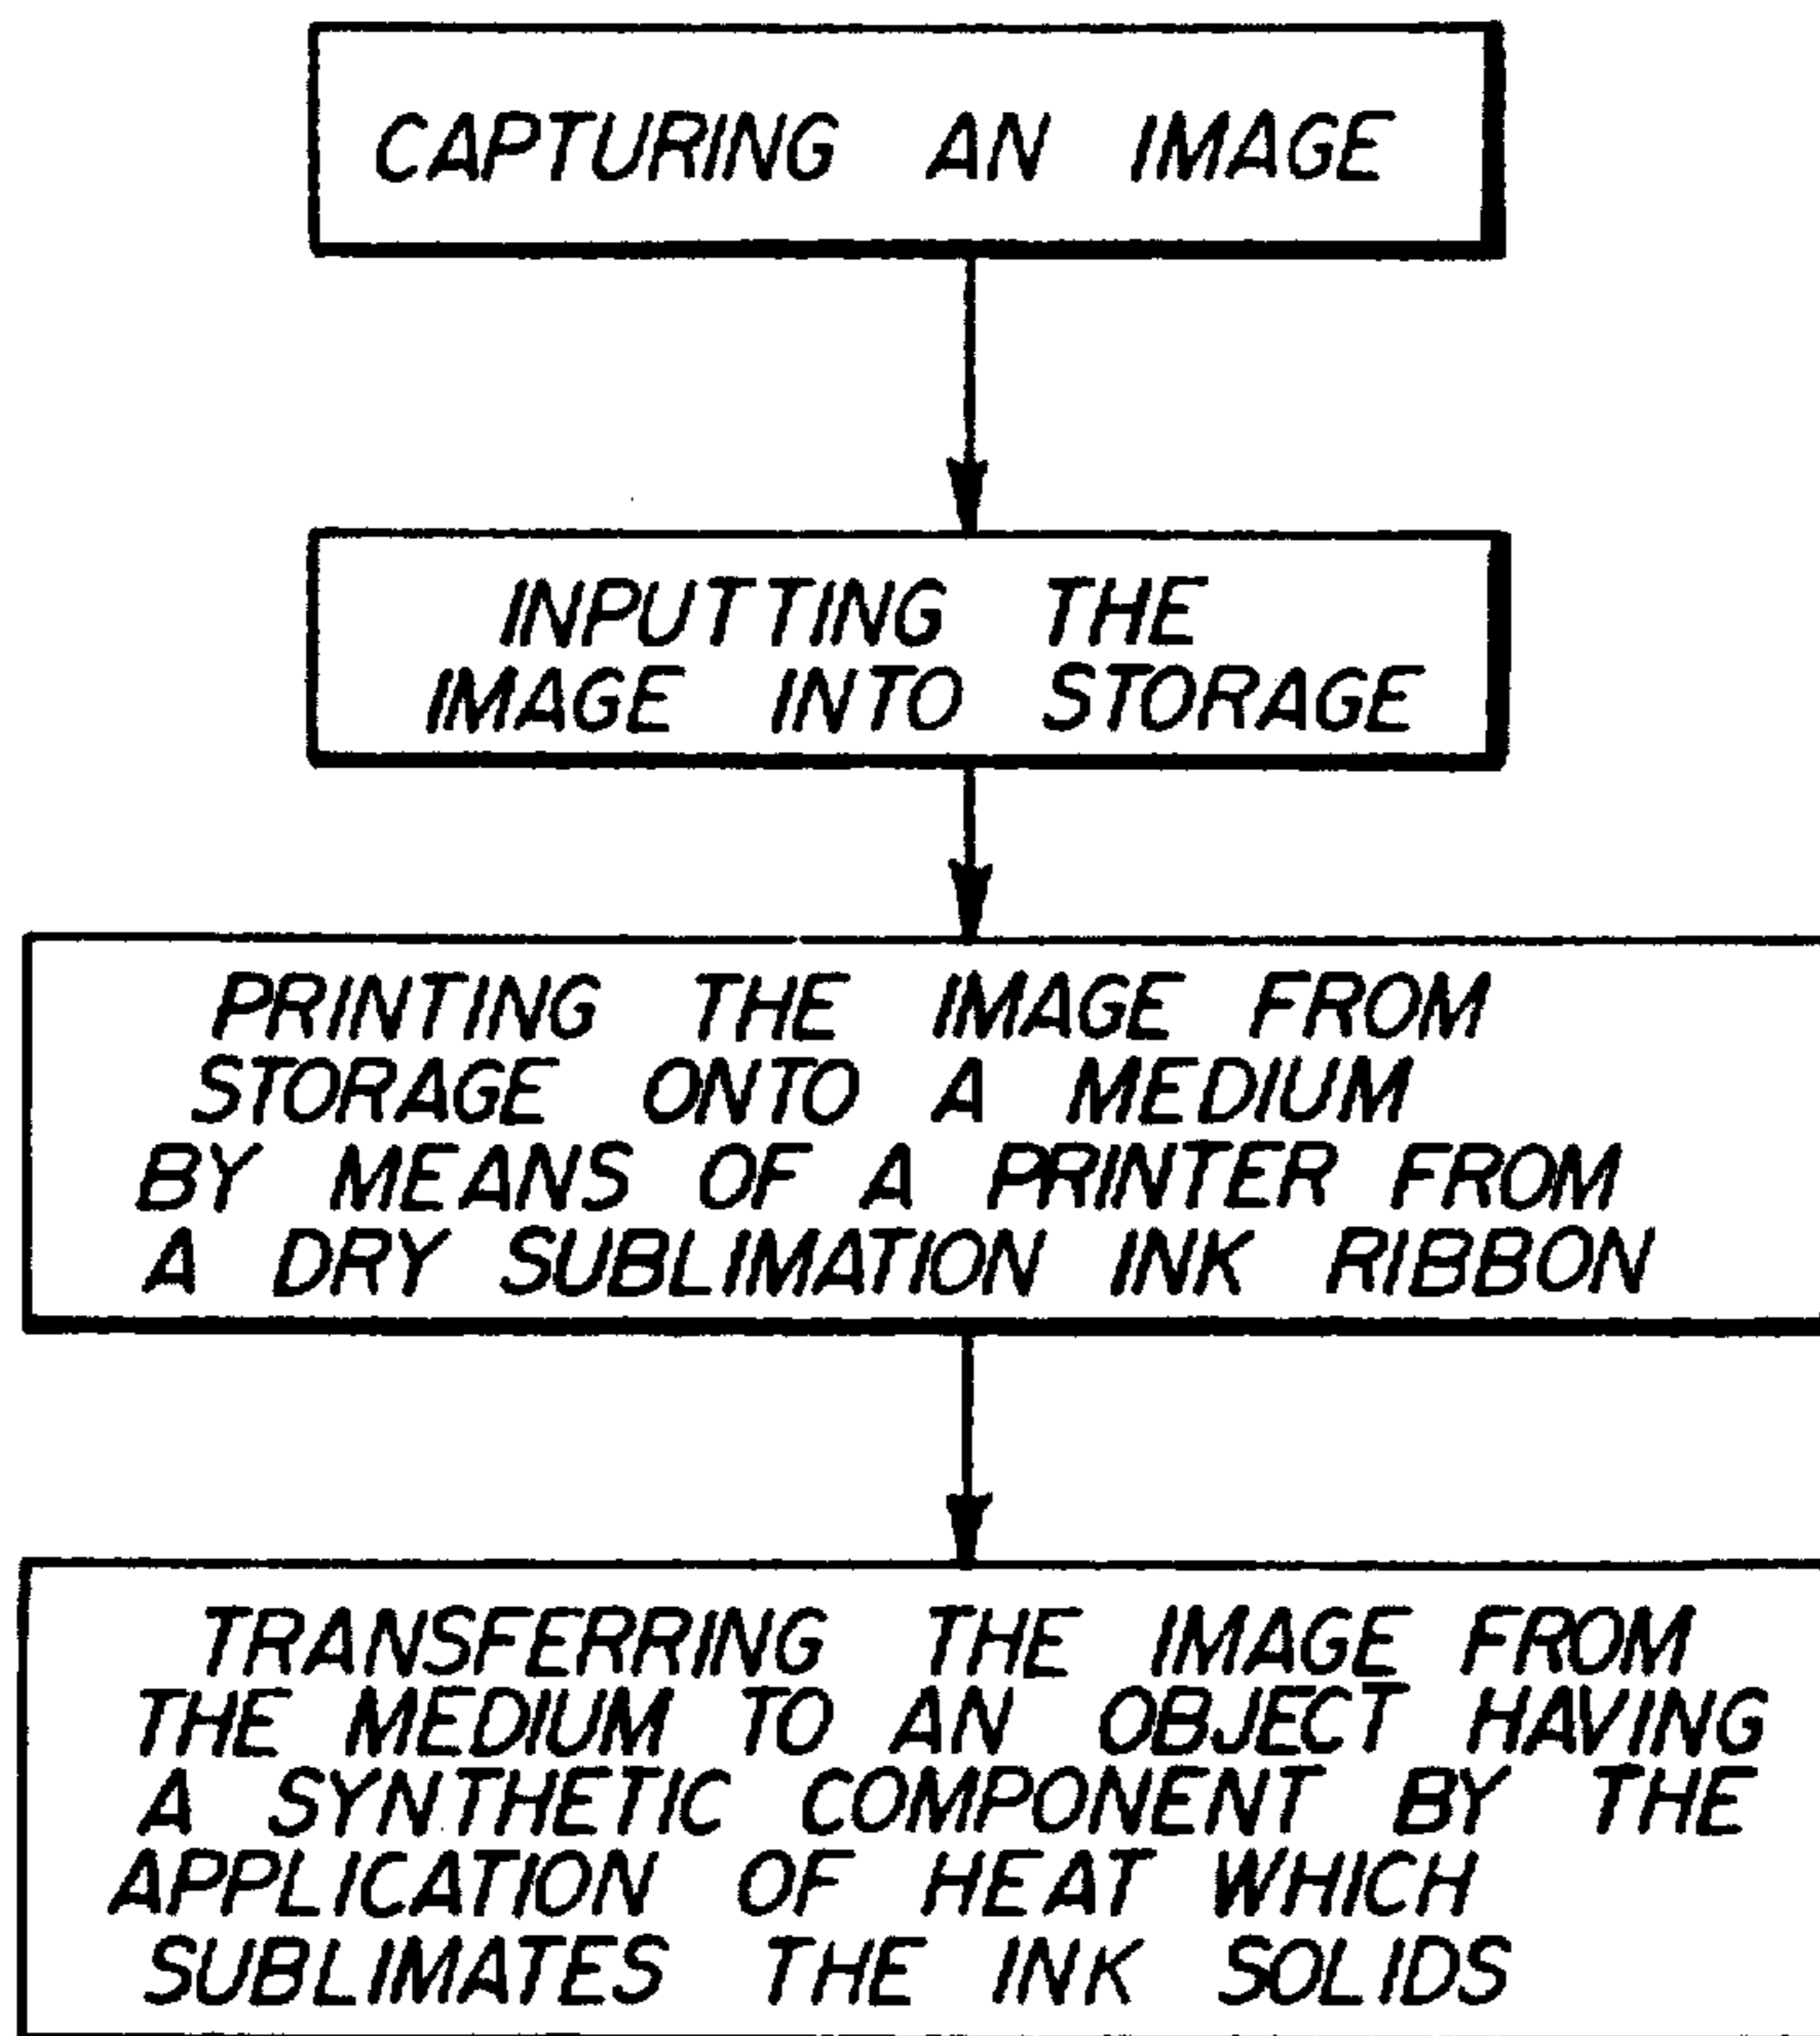 CAPTURING AN IMAGE
INPUTTING THE
IMAGE INTO STORAGE
PRINTING THE IMAGE FROM
STORAGE ONTO A MEDIUM
BY MEANS OF A PRINTER FROM
A DRY SUBLIMATION INK RIBBON
TRANSFERRING THE IMAGE FROM
THE MEDIUM TO AN OBJECT HAVING
A SYNTHETIC COMPONENT BY THE
APPLICATION OF HEAT WHICH
SUBLIMATES THE INK SOLIDS